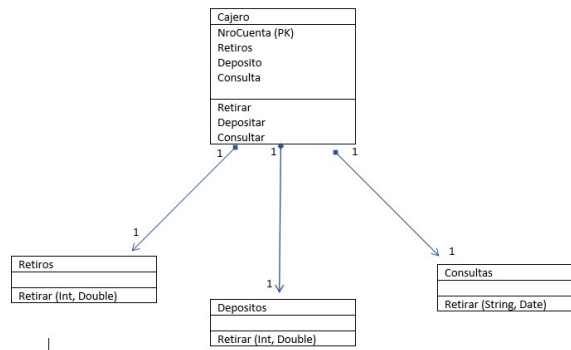 Cajero
NroCuenta (PK)
Retiros
Deposito
Consulta
Retirar
Depositar
Consultar
1
1
1
1
1
1
Retiros
Retirar (Int, Double)
Depositos
Retirar (Int, Double)
Consultas
Retirar (String, Date)